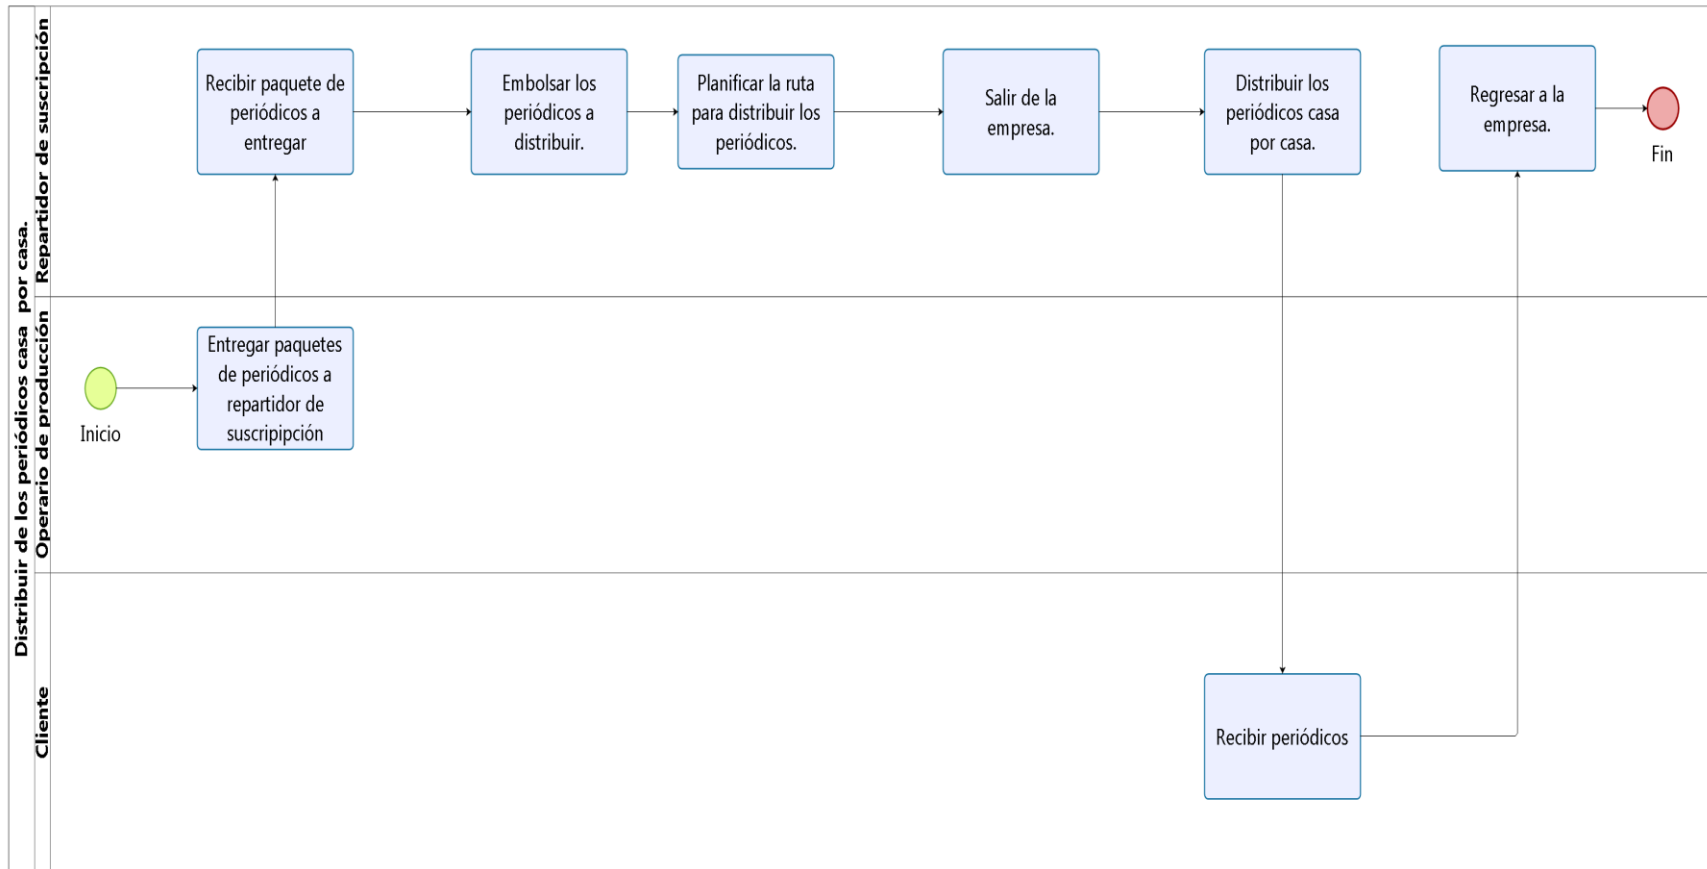 Distribuir de los periódicos casa  por casa.
Repartidor de suscripción
Recibir paquete de
periódicos a
entregar
Embolsar los
periódicos a
distribuir.
Planificar la ruta
para distribuir los
periódicos.
Salir de la
empresa.
Distribuir los
periódicos casa
por casa.
Regresar a la
empresa.
Fin
Operario de producción
Inicio
Entregar paquetes
de periódicos a
repartidor de
suscripipción
Cliente
Recibir periódicos